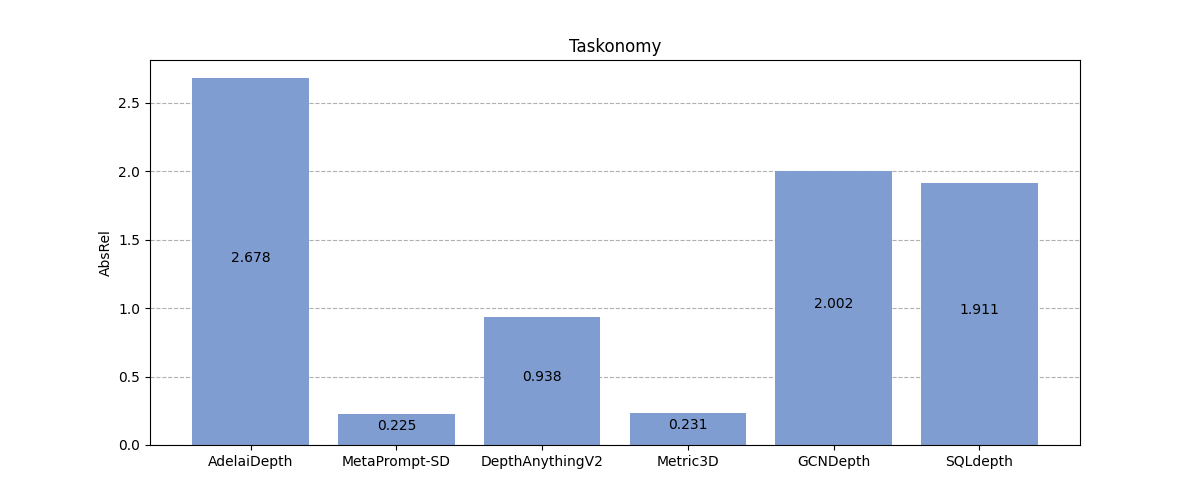 Taskonomy
AbsRel
2.5
2.0
1.5
1.0
0.5
0.0
2.678
0.225
0.938
0.231
2.002
1.911
AdelaiDepth
MetaPrompt-SD
DepthAnythingV2
Metric3D
GCNDepth
SQLdepth